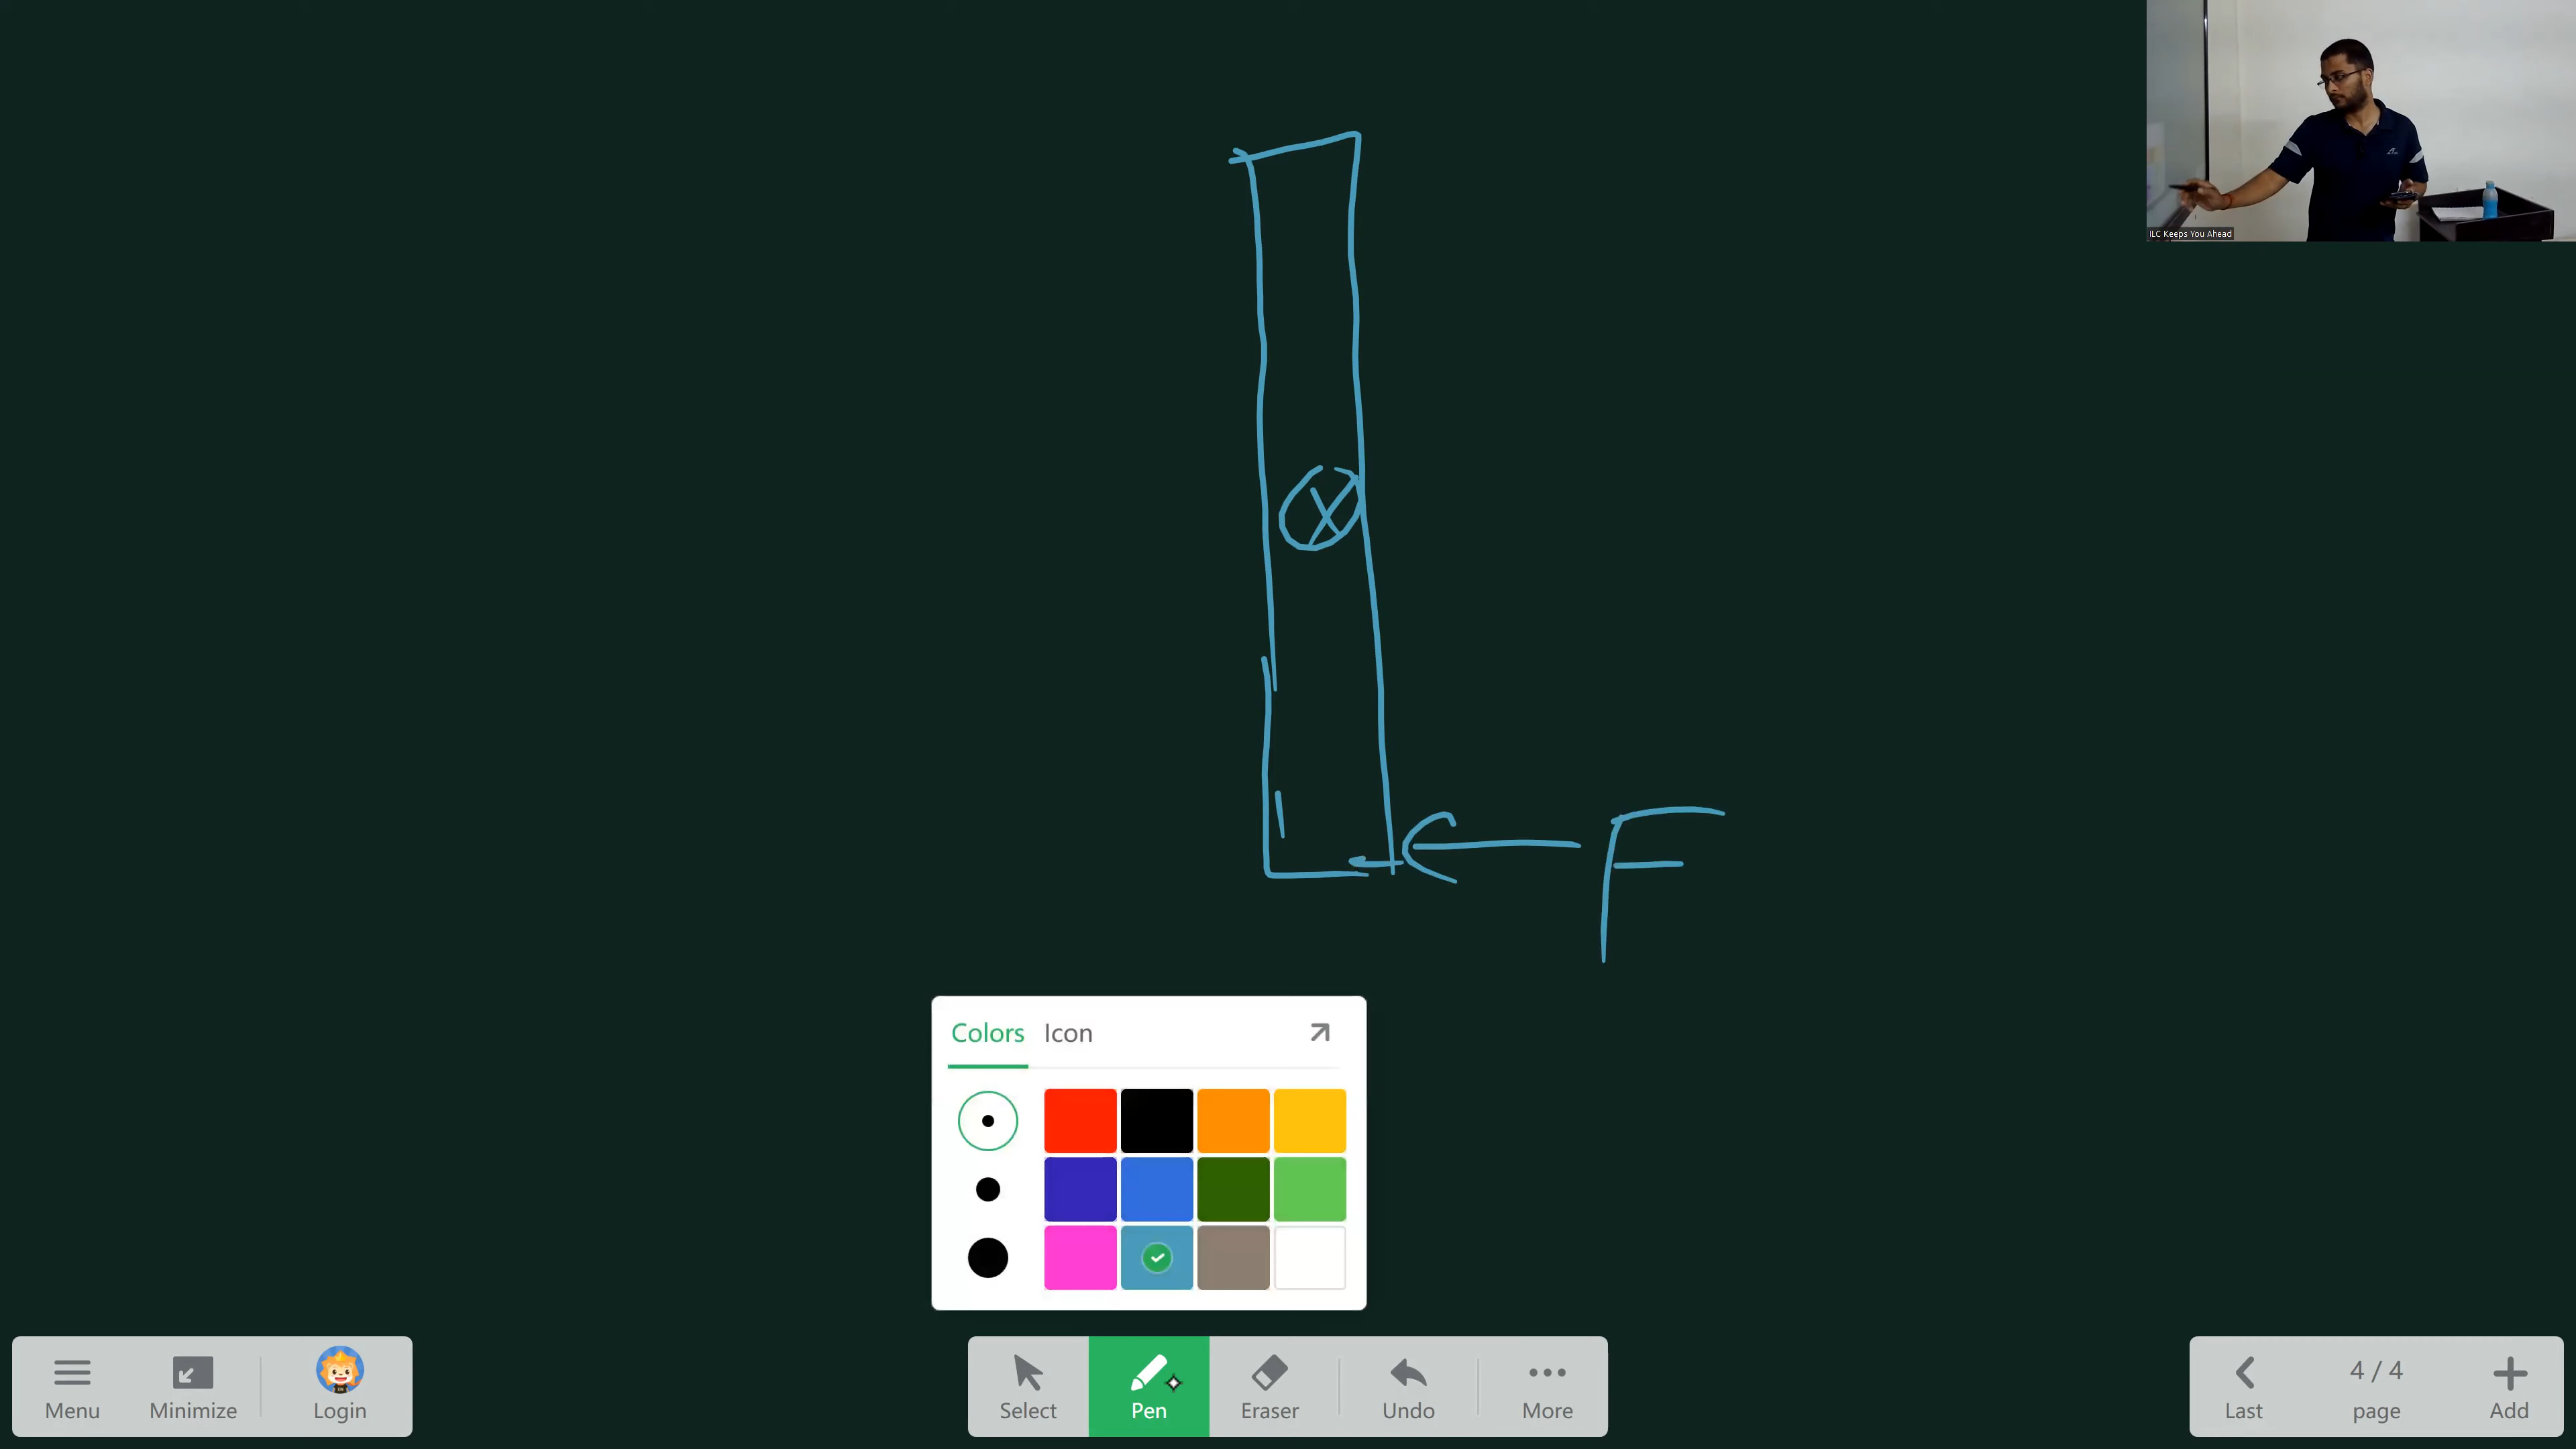 ILC Keeps You Ahead
X
F
Colors Icon
Menu Minimize Login
Select Pen Eraser Undo More
Last 4 / 4 page Add